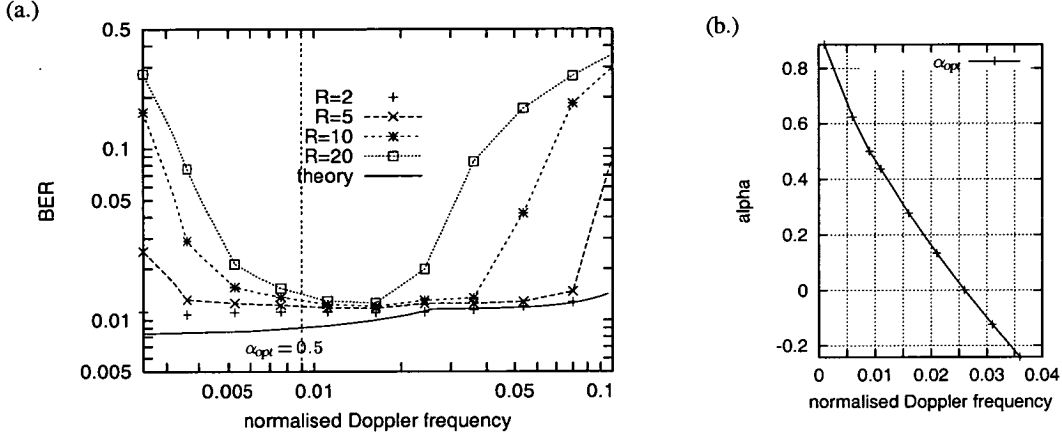 (a.)
0.5
0.1
0.05
0.01
0.005
BER
R=2
R=5
R=10
R=20
theory
α_opt = 0.5
0.005
0.01
0.05
0.1
normalised Doppler frequency
(b.)
α_opt
0.8
0.6
0.4
0.2
0
-0.2
alpha
0
0.01
0.02
0.03
0.04
normalised Doppler frequency